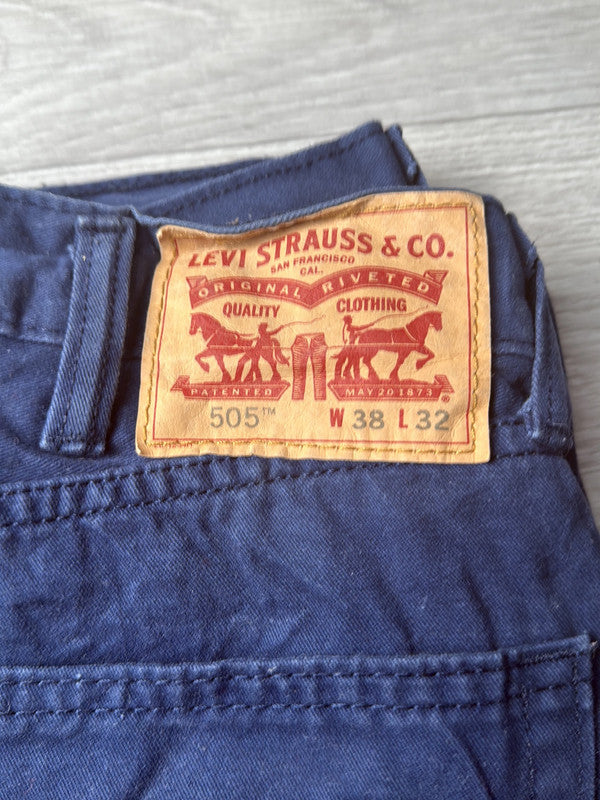 LEVI STRAUSS & CO.
SAN FRANCISCO
CAL.
ORIGINAL RIVETED
QUALITY CLOTHING
PATENTED MAY 20 1873
®
505™ W 38 L 32